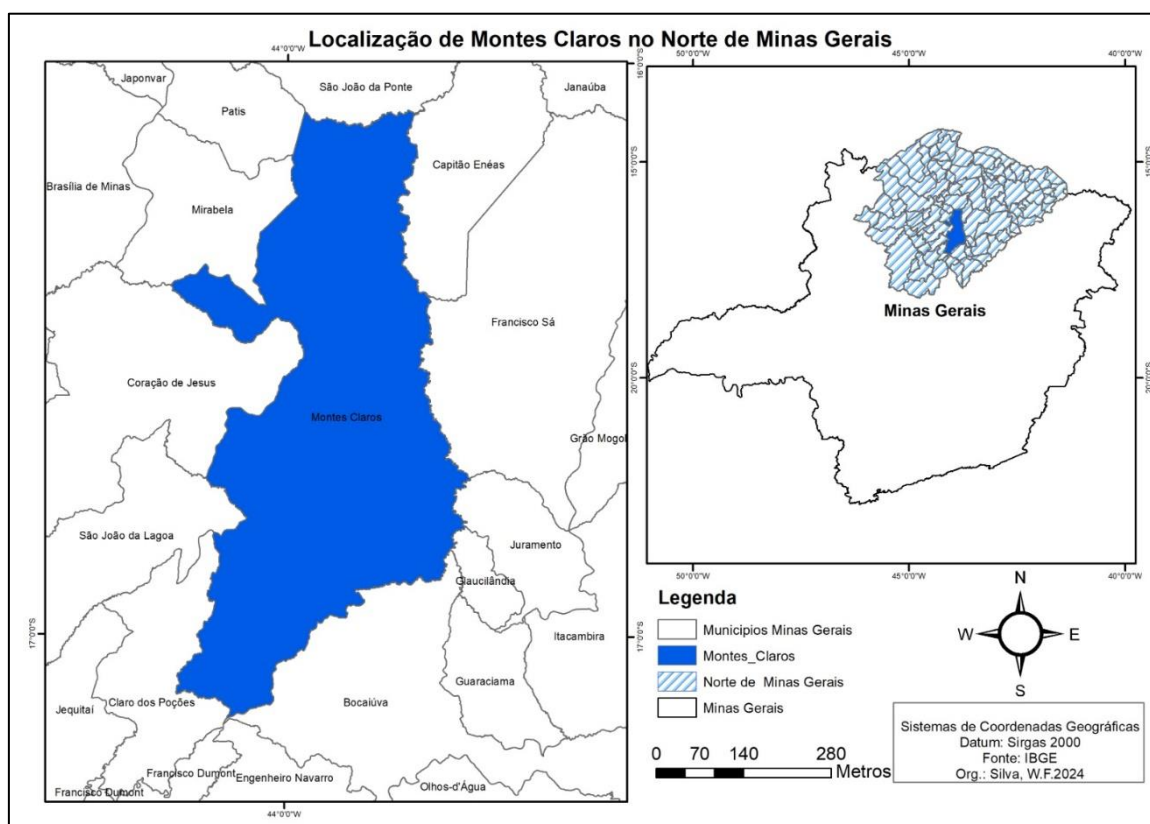 Localização de Montes Claros no Norte de Minas Gerais
44°0'0"W
50°0'0"W
45°0'0"W
40°0'0"W
Japonvar
São João da Ponte
Janaúba
16°0'0"S
Patis
Capitão Enéas
15°0'0"S
15°0'0"S
Brasília de Minas
Mirabela
Minas Gerais
Francisco Sá
Coração de Jesus
20°0'0"S
20°0'0"S
Montes Claros
Grão Mogol
São João da Lagoa
Juramento
Glaucilândia
50°0'0"W
45°0'0"W
40°0'0"W
17°0'0"S
17°0'0"S
Itacambira
Guaraciama
Jequitaí
Claro dos Poções
Bocaiúva
Francisco Dumont
Engenheiro Navarro
Olhos-d'Água
Francisco Dumont
44°0'0"W
Legenda
Municipios Minas Gerais
Montes_Claros
Norte de Minas Gerais
Minas Gerais
N
W
E
S
0 70 140 280
Metros
Sistemas de Coordenadas Geográficas
Datum: Sirgas 2000
Fonte: IBGE
Org.: Silva, W.F.2024